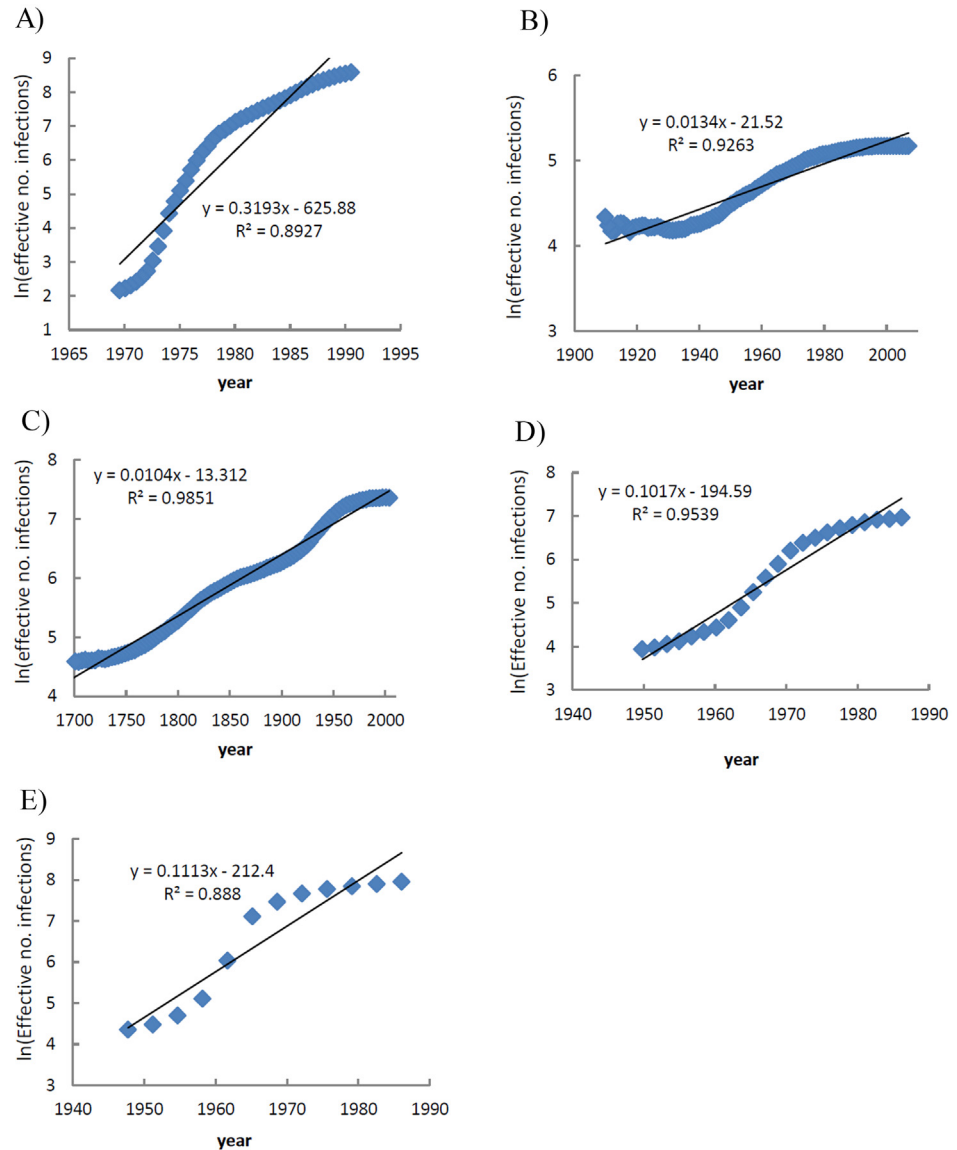 A)
ln(effective no. infections)
9
8
7
6
5
4
3
2
1
y = 0.3193x - 625.88
R² = 0.8927
1965 1970 1975 1980 1985 1990 1995
year
B)
ln(effective no. infections)
6
5
4
3
y = 0.0134x - 21.52
R² = 0.9263
1900 1920 1940 1960 1980 2000
year
C)
ln(effective no. infections)
8
7
6
5
4
y = 0.0104x - 13.312
R² = 0.9851
1700 1750 1800 1850 1900 1950 2000
year
D)
ln(Effective no. infections)
8
7
6
5
4
3
y = 0.1017x - 194.59
R² = 0.9539
1940 1950 1960 1970 1980 1990
year
E)
ln(Effective no. infections)
9
8
7
6
5
4
3
y = 0.1113x - 212.4
R² = 0.888
1940 1950 1960 1970 1980 1990
year